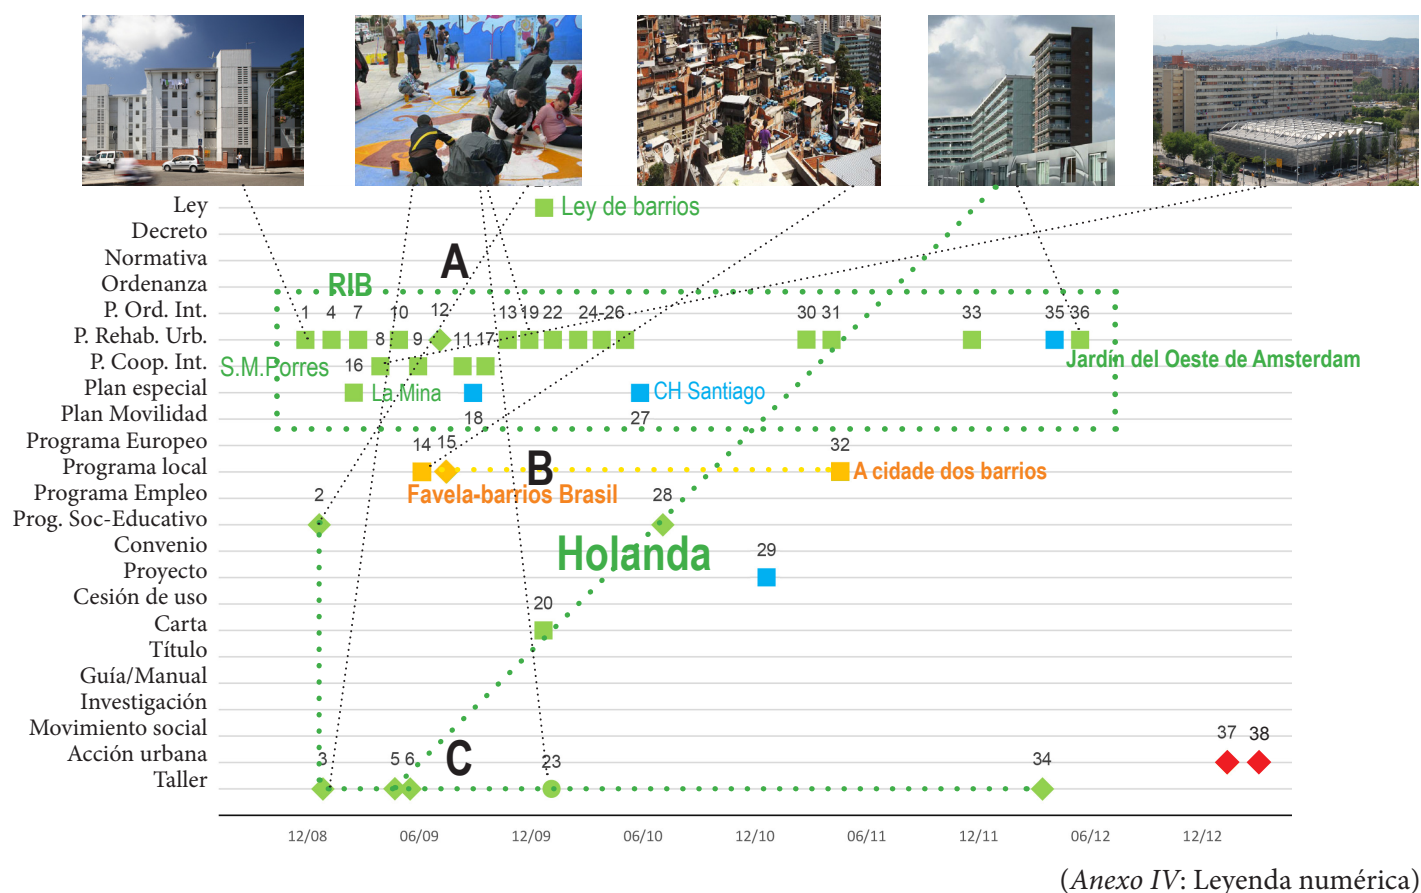 Ley
Ley de barrios
Decreto
A
Normativa
Ordenanza
RIB
P. Ord. Int.
1 4 7 10 12 13 19 22 24-26 30 31 33 35 36
P. Rehab. Urb.
8 9 11 17
Jardín del Oeste de Amsterdam
P. Coop. Int.
S.M.Porres
16
Plan especial
La Mina
CH Santiago
Plan Movilidad
18 27
Programa Europeo
14 15 32
Programa local
B
A cidade dos barrios
Favela-barrios Brasil
Programa Empleo
2 28
Prog. Soc-Educativo
Convenio
Holanda
29
Proyecto
Cesión de uso
20
Carta
Título
Guía/Manual
Investigación
Movimiento social
37 38
Acción urbana
3 5 6 C 23 34
Taller
12/08 06/09 12/09 06/10 12/10 06/11 12/11 06/12 12/12
(Anexo IV: Leyenda numérica)